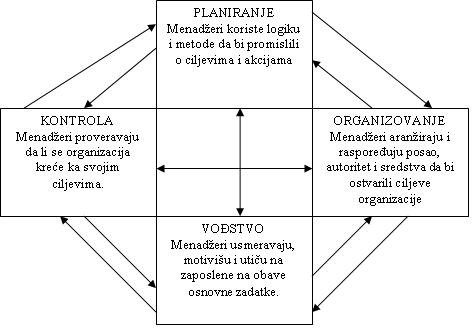 PLANIRANJE
Menadžeri koriste logiku
i metode da bi promislili
o ciljevima i akcijama
KONTROLA
Menadžeri proveravaju
da li se organizacija
kreće ka svojim
ciljevima.
ORGANIZOVANJE
Menadžeri aranžiraju i
raspoređuju posao,
autoritet i sredstva da bi
ostvarili ciljeve
organizacije
VOĐSTVO
Menadžeri usmeravaju,
motivišu i utiču na
zaposlene na obave
osnovne zadatke.